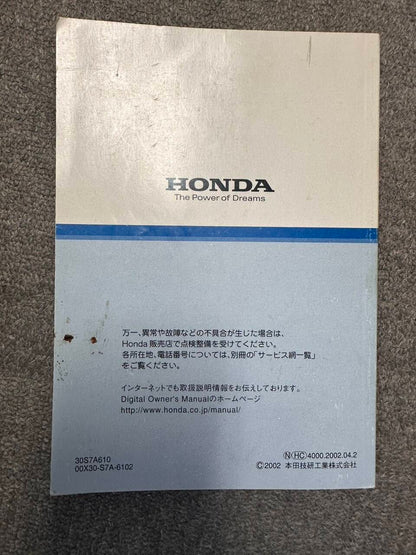 HONDA
The Power of Dreams
万一、異常や故障などの不具合が生じた場合は、
Honda 販売店で点検整備を受けてください。
各所在地、電話番号については、別冊の「サービス網一覧」
をご覧ください。
インターネットでも取扱説明情報をお伝えしております。
Digital Owner's Manualのホームページ
http://www.honda.co.jp/manual/
30S7A610
00X30-S7A-6102
Ⓝ HC 4000.2002.04.2
©2002 本田技研工業株式会社